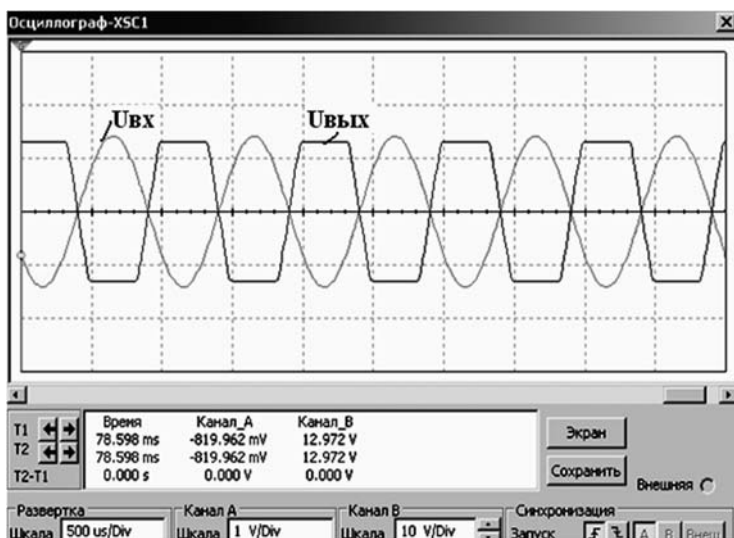 Осциллограф-XSC1
Uвх
Uвых
Время Канал_A Канал_B
T1 78.598 ms -819.962 mV 12.972 V
T2 78.598 ms -819.962 mV 12.972 V
T2-T1 0.000 s 0.000 V 0.000 V
Экран
Сохранить
Внешняя
Развертка Канал A Канал B Синхронизация
Шкала 500 us/Div Шкала 1 V/Div Шкала 10 V/Div Запуск A B Внеш